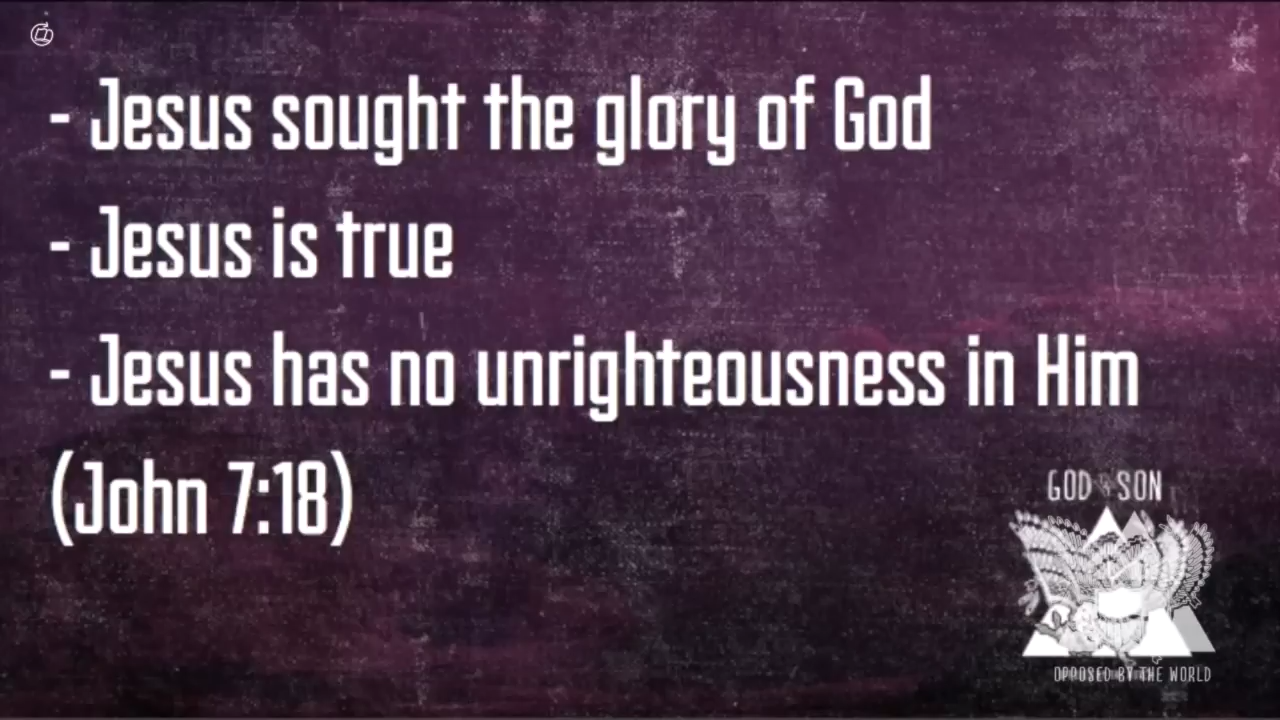 - Jesus sought the glory of God
- Jesus is true
- Jesus has no unrighteousness in Him
(John 7:18)
GOD SON
OPPOSED BY THE WORLD